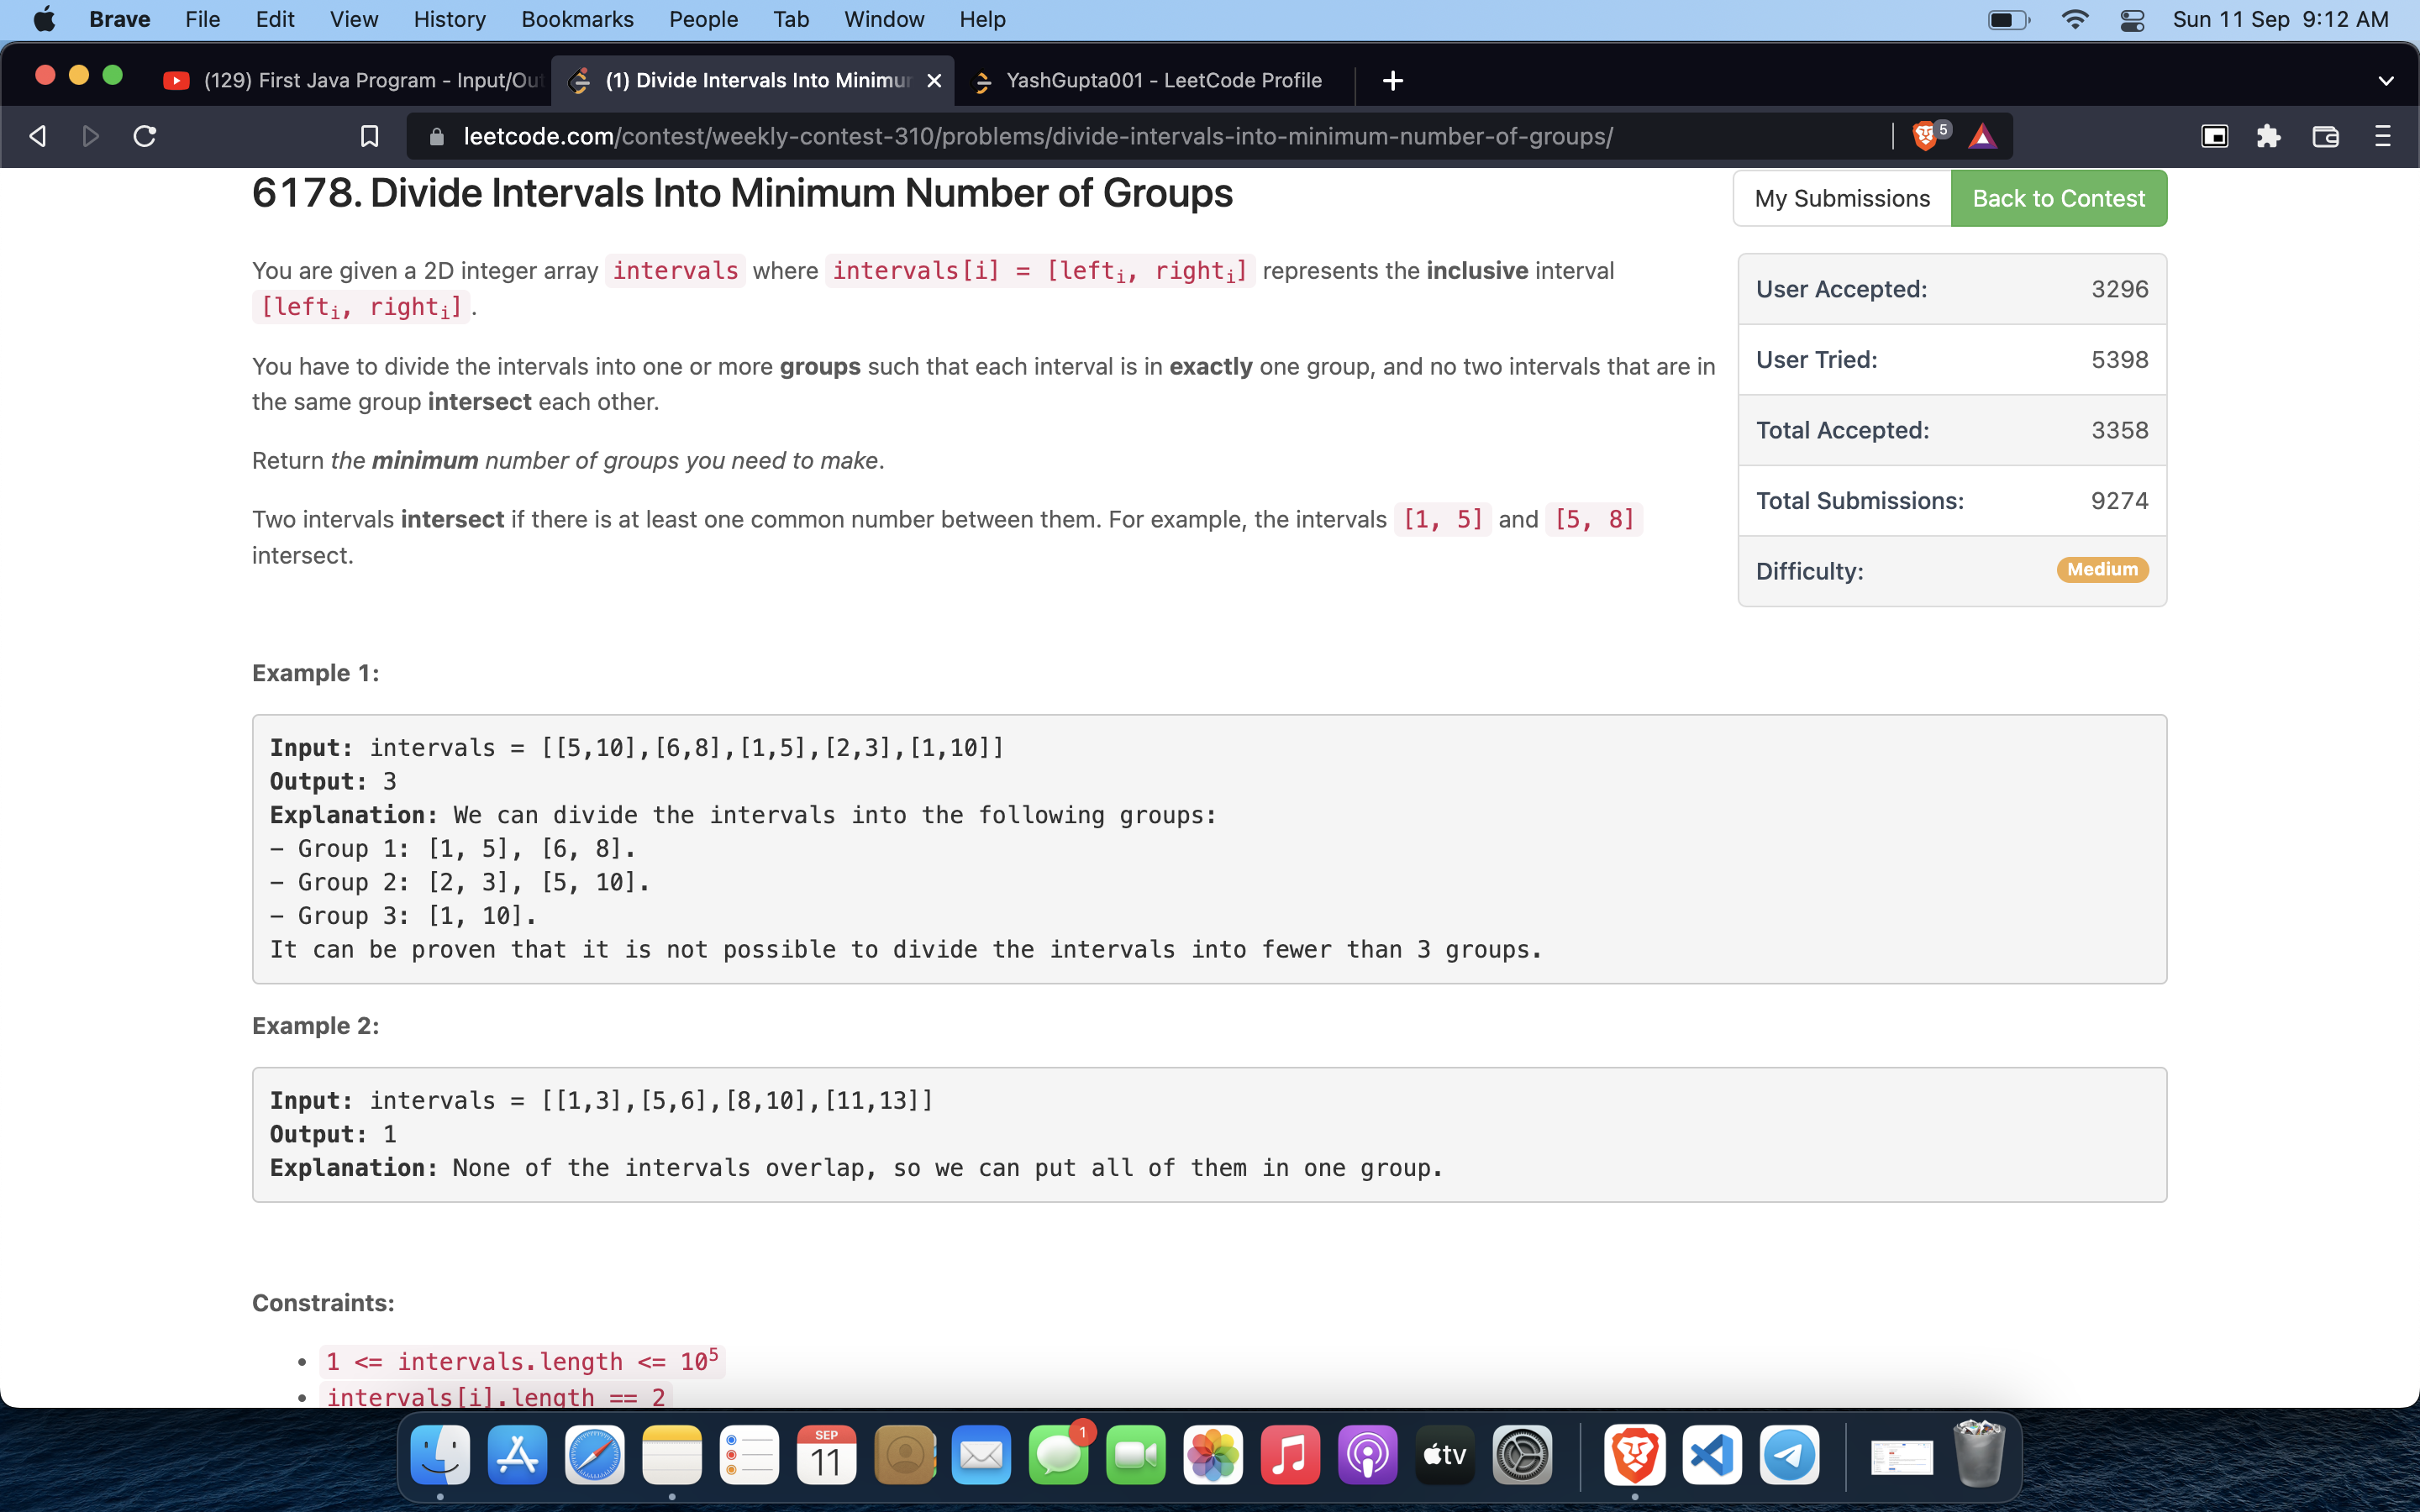 Brave File Edit View History Bookmarks People Tab Window Help Sun 11 Sep 9:12 AM
(129) First Java Program - Input/Out (1) Divide Intervals Into Minimu YashGupta001 - LeetCode Profile
leetcode.com/contest/weekly-contest-310/problems/divide-intervals-into-minimum-number-of-groups/ 5
6178. Divide Intervals Into Minimum Number of Groups
My Submissions Back to Contest
You are given a 2D integer array intervals where intervals[i] = [lefti, righti] represents the inclusive interval
[lefti, righti].
You have to divide the intervals into one or more groups such that each interval is in exactly one group, and no two intervals that are in
the same group intersect each other.
Return the minimum number of groups you need to make.
Two intervals intersect if there is at least one common number between them. For example, the intervals [1, 5] and [5, 8]
intersect.
User Accepted: 3296
User Tried: 5398
Total Accepted: 3358
Total Submissions: 9274
Difficulty: Medium
Example 1:
Input: intervals = [[5,10],[6,8],[1,5],[2,3],[1,10]]
Output: 3
Explanation: We can divide the intervals into the following groups:
- Group 1: [1, 5], [6, 8].
- Group 2: [2, 3], [5, 10].
- Group 3: [1, 10].
It can be proven that it is not possible to divide the intervals into fewer than 3 groups.
Example 2:
Input: intervals = [[1,3],[5,6],[8,10],[11,13]]
Output: 1
Explanation: None of the intervals overlap, so we can put all of them in one group.
Constraints:
• 1 <= intervals.length <= 10⁵
• intervals[i].length == 2
SEP
11
1
tv